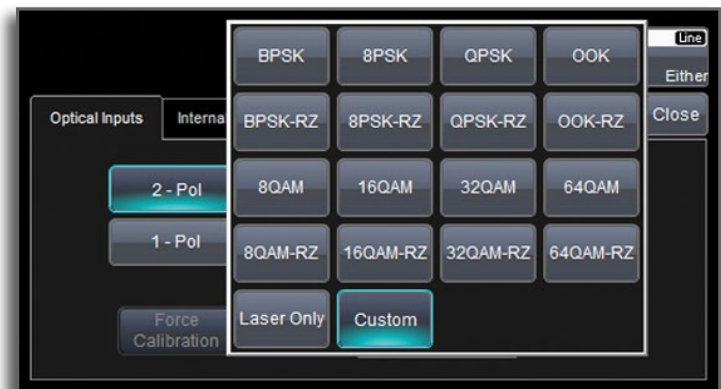 BPSK 8PSK QPSK OOK
Line
Either
Optical Inputs Interna
BPSK-RZ 8PSK-RZ QPSK-RZ OOK-RZ
Close
2 - Pol
8QAM 16QAM 32QAM 64QAM
1 - Pol
8QAM-RZ 16QAM-RZ 32QAM-RZ 64QAM-RZ
Laser Only Custom
Force
Calibration